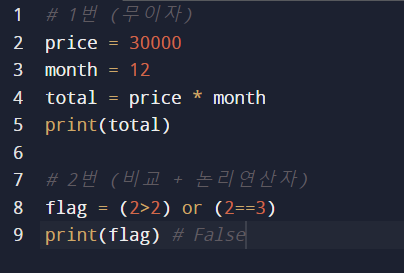 1 # 1번 (무이자)
2 price = 30000
3 month = 12
4 total = price * month
5 print(total)
6
7 # 2번 (비교 + 논리연산자)
8 flag = (2>2) or (2==3)
9 print(flag) # False